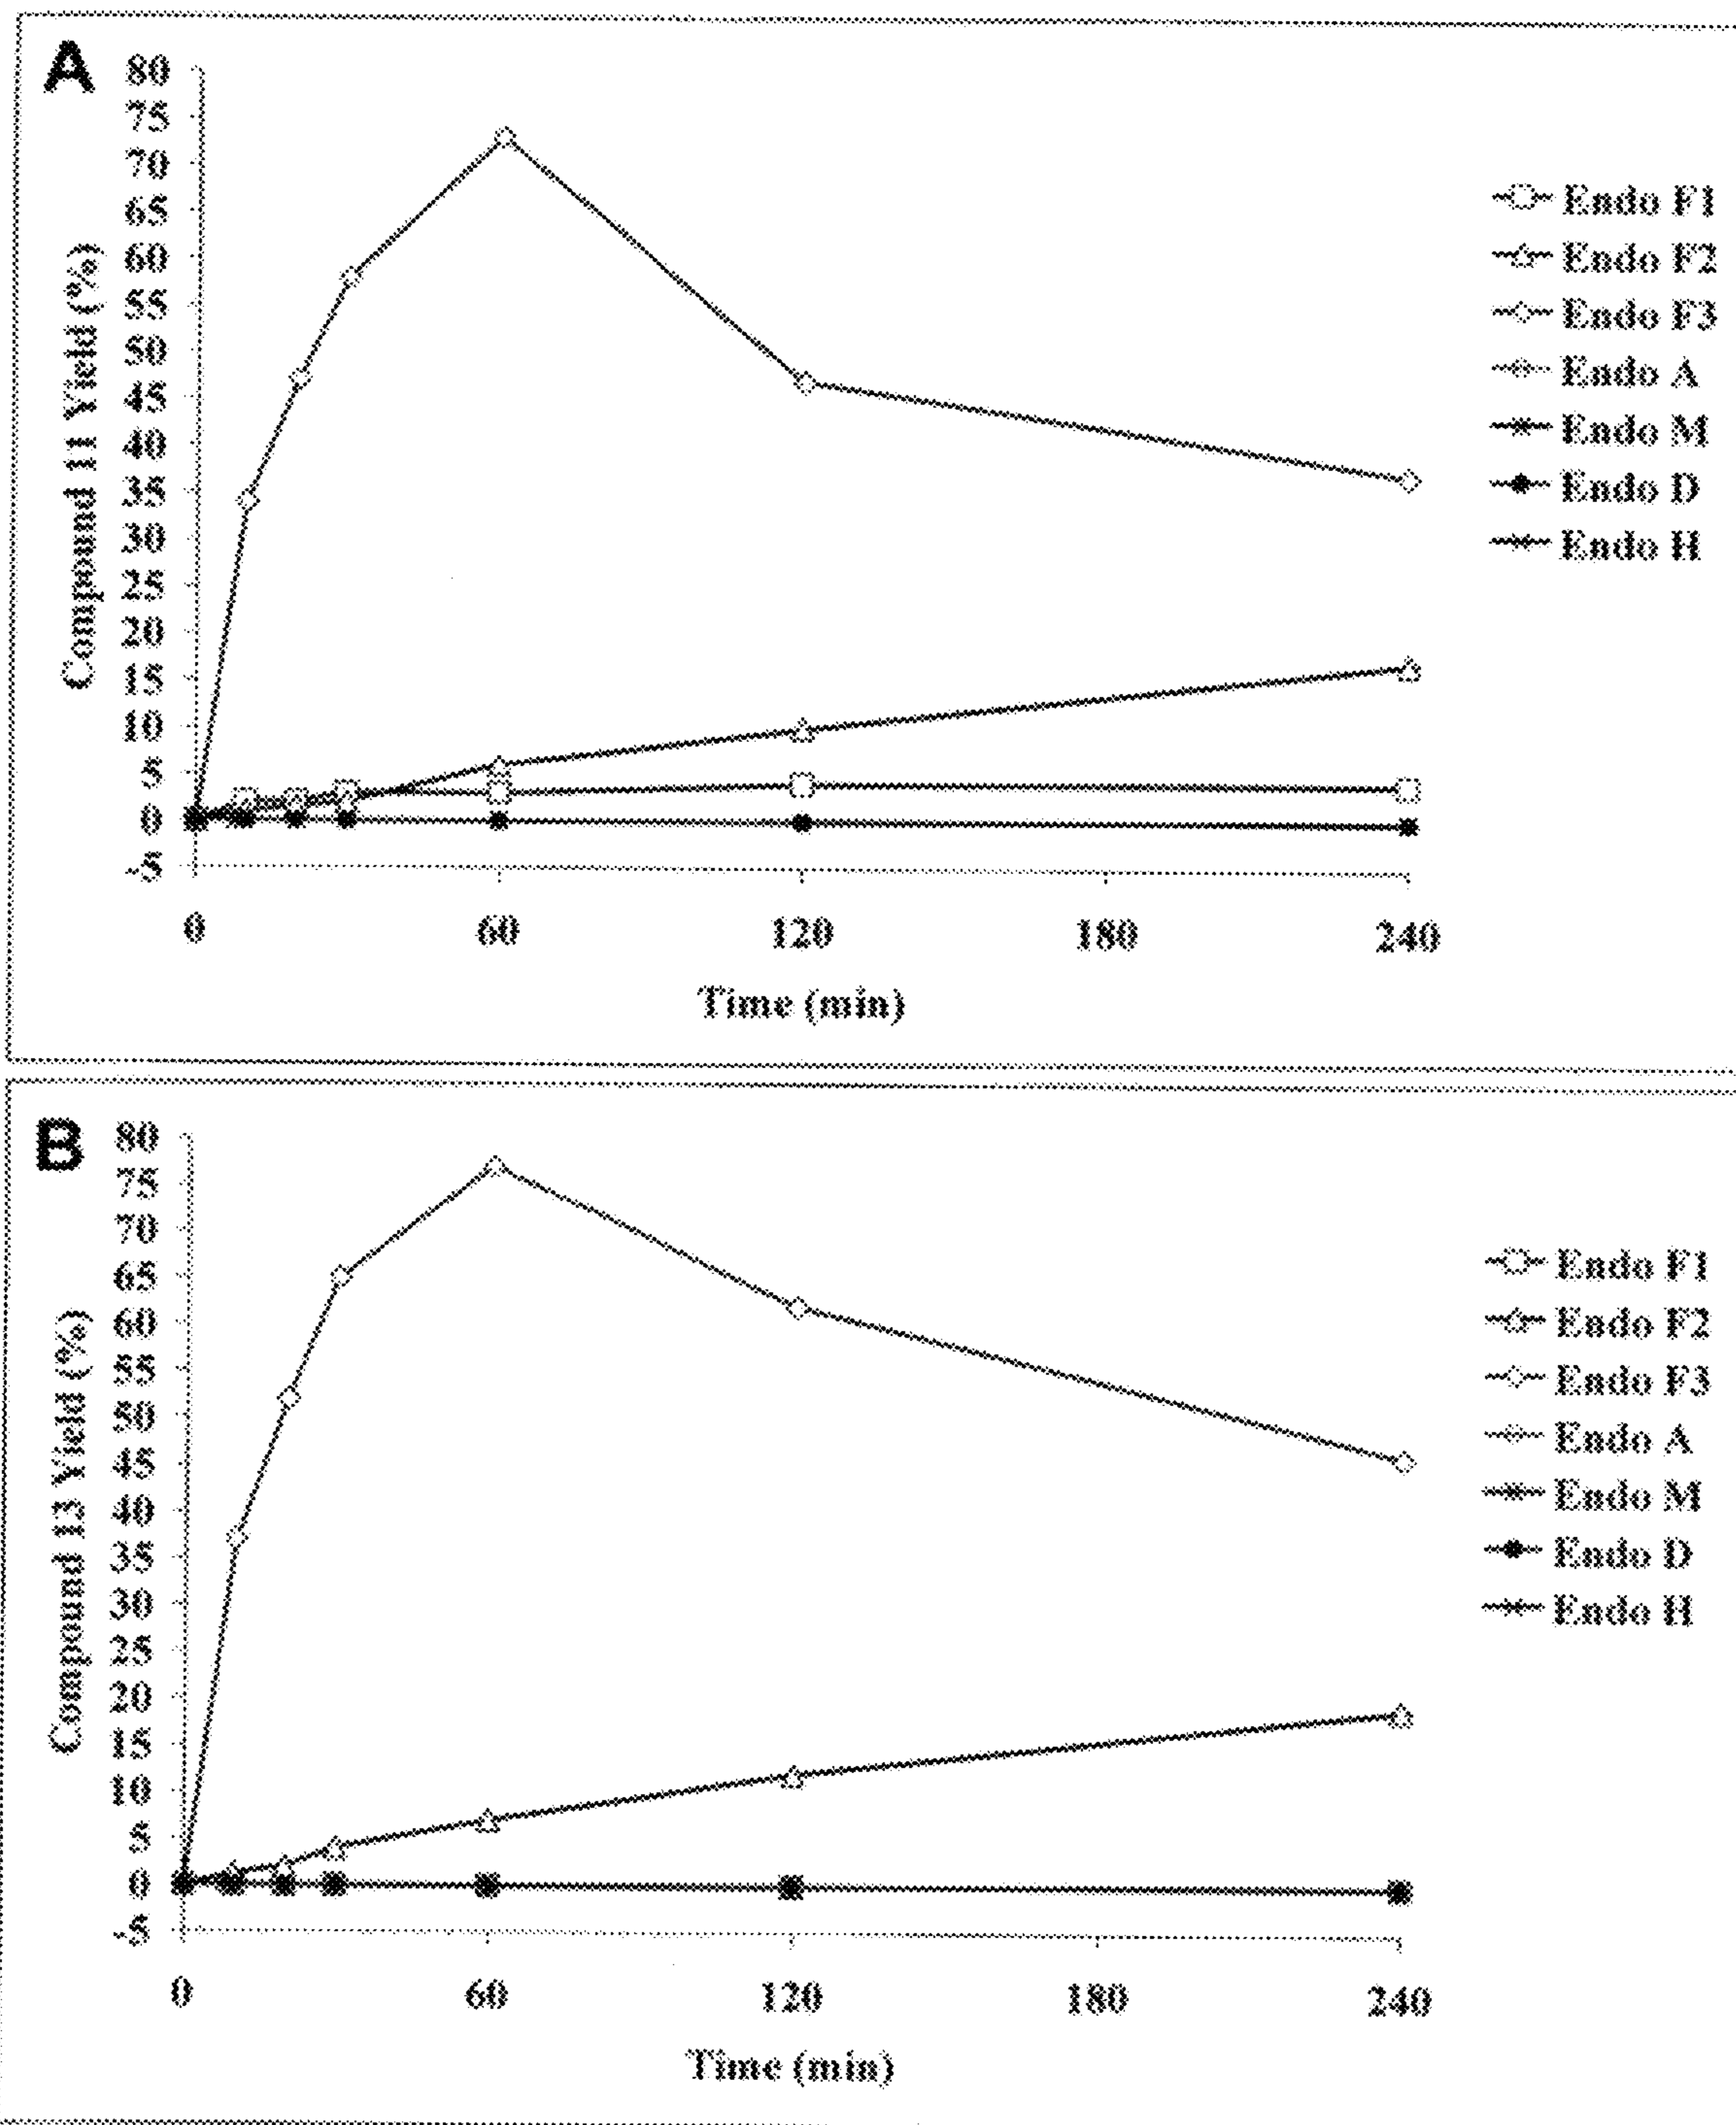 A
80
75
70
65
60
55
50
45
40
35
30
25
20
15
10
5
0
-5
Compound 11 Yield (%)
0 60 120 180 240
Time (min)
Endo F1
Endo F2
Endo F3
Endo A
Endo M
Endo D
Endo H
B
80
75
70
65
60
55
50
45
40
35
30
25
20
15
10
5
0
-5
Compound 13 Yield (%)
0 60 120 180 240
Time (min)
Endo F1
Endo F2
Endo F3
Endo A
Endo M
Endo D
Endo H